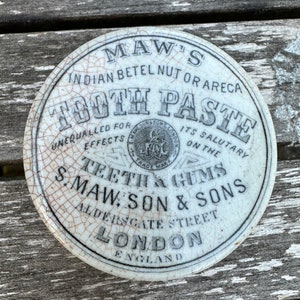 MAW'S
INDIAN BETEL NUT OR ARECA
TOOTH PASTE
UNEQUALLED FOR ITS SALUTARY
EFFECTS ON THE
TEETH & GUMS
S. MAW. SON & SONS
ALDERSGATE STREET
LONDON
ENGLAND